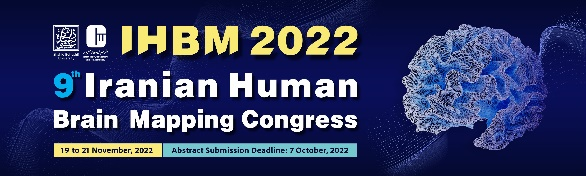 IHBM 2022
9th Iranian Human
Brain Mapping Congress
19 to 21 November, 2022
Abstract Submission Deadline: 7 October, 2022